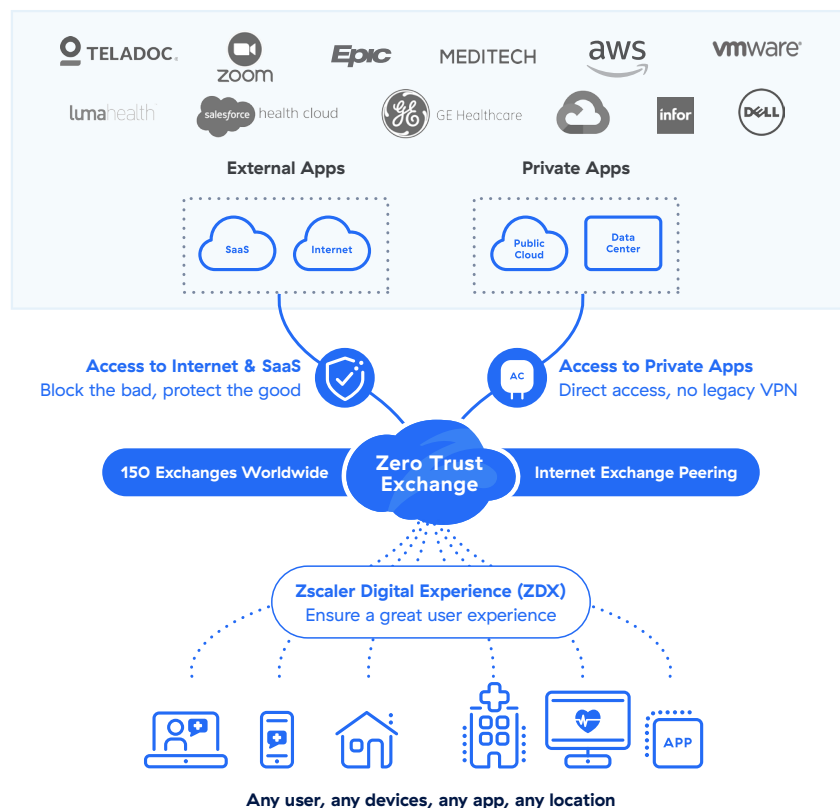 TELADOC.
zoom
Epic
MEDITECH
aws
vmware®
lumahealth
salesforce health cloud
GE
GE Healthcare
infor
DELL
External Apps
Private Apps
SaaS
Internet
Public
Cloud
Data
Center
Access to Internet & SaaS
Block the bad, protect the good
AC
Access to Private Apps
Direct access, no legacy VPN
150 Exchanges Worldwide
Zero Trust
Exchange
Internet Exchange Peering
Zscaler Digital Experience (ZDX)
Ensure a great user experience
APP
Any user, any devices, any app, any location